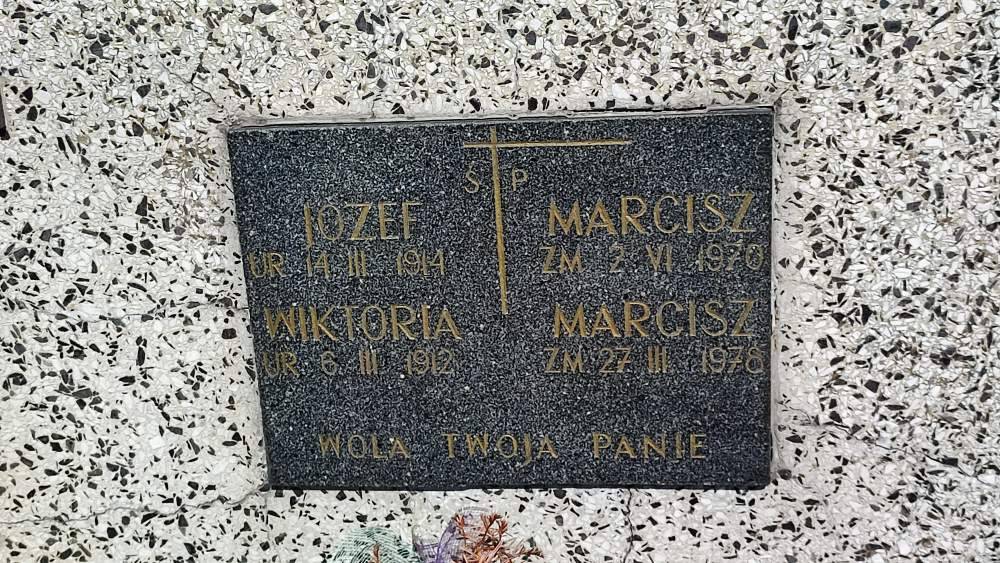 Ś P
JOZEF MARCISZ
UR 14 III 1914 ZM 2 VI 1970
WIKTORIA MARCISZ
UR 6 III 1912 ZM 27 III 1978
WOLA TWOJA PANIE